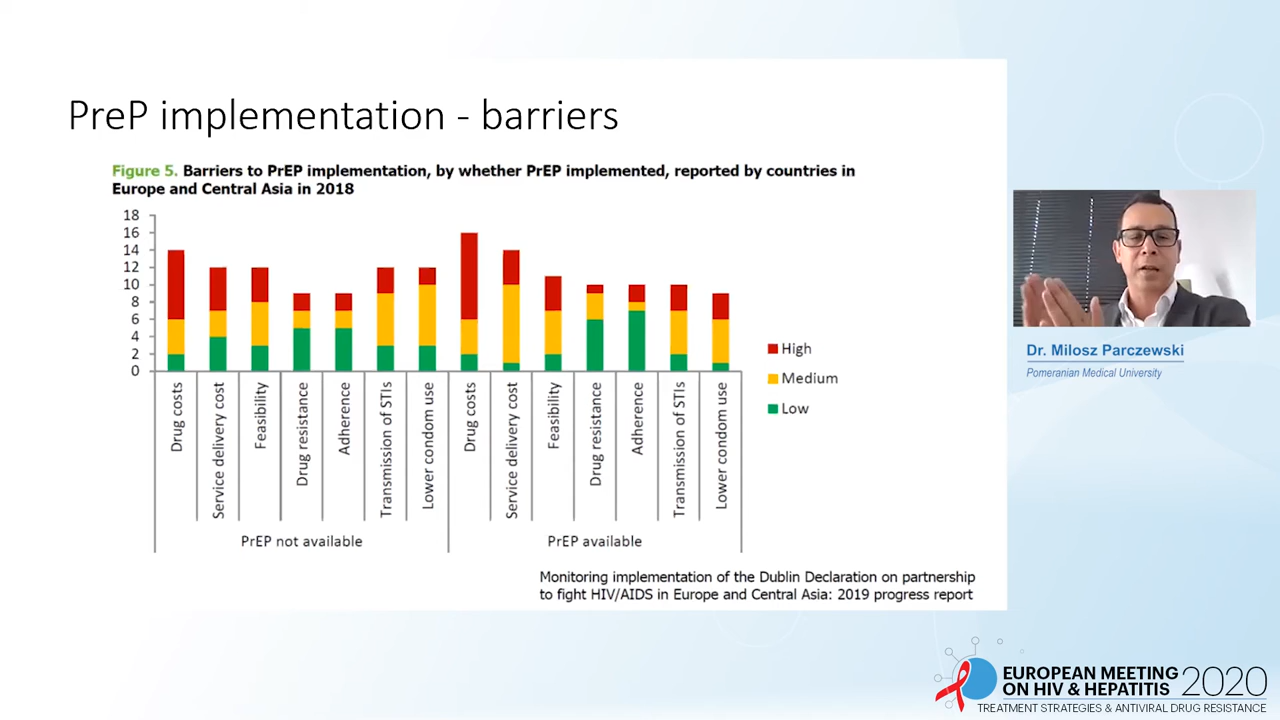 PreP implementation - barriers
Figure 5. Barriers to PrEP implementation, by whether PrEP implemented, reported by countries in
Europe and Central Asia in 2018
18
16
14
12
10
8
6
4
2
0
Drug costs
Service delivery cost
Feasibility
Drug resistance
Adherence
Transmission of STIs
Lower condom use
Drug costs
Service delivery cost
Feasibility
Drug resistance
Adherence
Transmission of STIs
Lower condom use
PrEP not available
PrEP available
High
Medium
Low
Monitoring implementation of the Dublin Declaration on partnership
to fight HIV/AIDS in Europe and Central Asia: 2019 progress report
Dr. Milosz Parczewski
Pomeranian Medical University
EUROPEAN MEETING
ON HIV & HEPATITIS
2020
TREATMENT STRATEGIES & ANTIVIRAL DRUG RESISTANCE